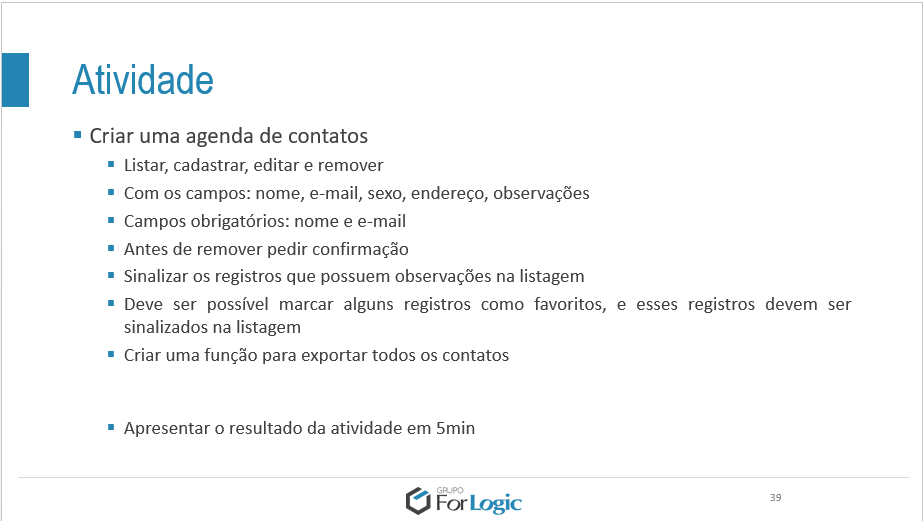 Atividade
Criar uma agenda de contatos
Listar, cadastrar, editar e remover
Com os campos: nome, e-mail, sexo, endereço, observações
Campos obrigatórios: nome e e-mail
Antes de remover pedir confirmação
Sinalizar os registros que possuem observações na listagem
Deve ser possível marcar alguns registros como favoritos, e esses registros devem ser
sinalizados na listagem
Criar uma função para exportar todos os contatos
Apresentar o resultado da atividade em 5min
GRUPO
ForLogic
39